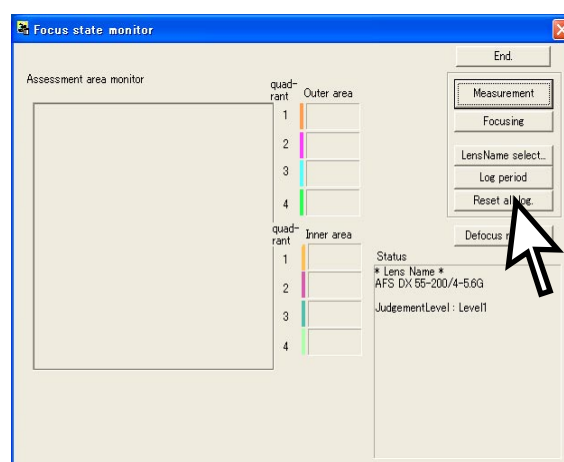 Focus state monitor
End.
Assessment area monitor
quad-
rant
Outer area
1
2
3
4
Measurement
Focusing
LensName select...
Log period
Reset all log.
quad-
rant
Inner area
1
2
3
4
Defocus
Status
* Lens Name *
AFS DX 55-200/4-5.6G
JudgementLevel : Level1